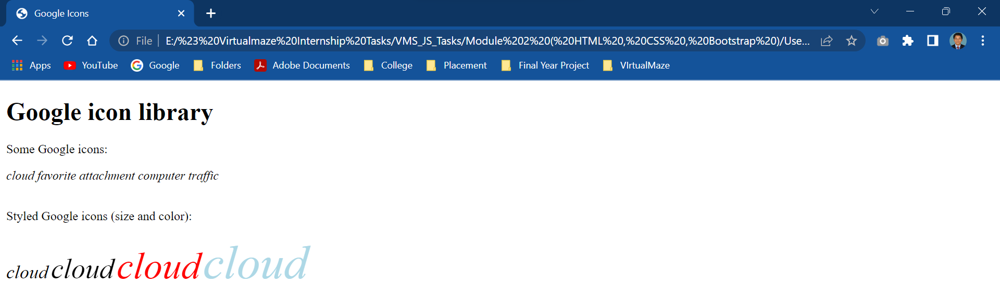 Google Icons
File E:/%23%20Virtualmaze%20Internship%20Tasks/VMS_JS_Tasks/Module%202%20(%20HTML%20,%20CSS%20,%20Bootstrap%20)/Use...
Apps YouTube Google Folders Adobe Documents College Placement Final Year Project VIrtualMaze
Google icon library
Some Google icons:
cloud favorite attachment computer traffic
Styled Google icons (size and color):
cloud cloud cloud cloud